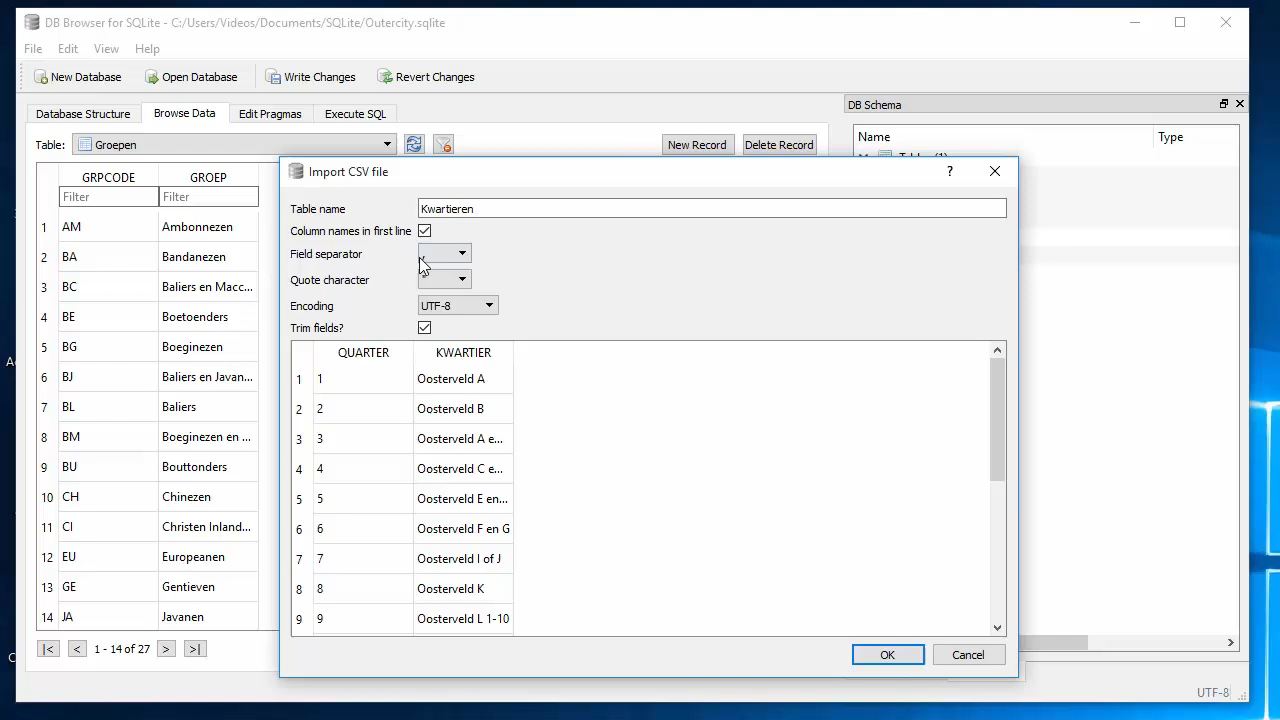 DB Browser for SQLite - C:/Users/Videos/Documents/SQLite/Outercity.sqlite
File Edit View Help
New Database Open Database Write Changes Revert Changes
Database Structure Browse Data Edit Pragmas Execute SQL
DB Schema
Table: Groepen New Record Delete Record
Name Type
GRPCODE GROEP
Filter Filter
1 AM Ambonnezen
2 BA Bandanezen
3 BC Baliers en Macc...
4 BE Boetoenders
5 BG Boeginezen
6 BJ Baliers en Javan...
7 BL Baliers
8 BM Boeginezen en ...
9 BU Bouttonders
10 CH Chinezen
11 CI Christen Inland...
12 EU Europeanen
13 GE Gentieven
14 JA Javanen
|< < 1 - 14 of 27 > >|
Import CSV file ?
Table name Kwartieren
Column names in first line
Field separator
Quote character
Encoding UTF-8
Trim fields?
QUARTER KWARTIER
1 1 Oosterveld A
2 2 Oosterveld B
3 3 Oosterveld A e...
4 4 Oosterveld C e...
5 5 Oosterveld E en...
6 6 Oosterveld F en G
7 7 Oosterveld I of J
8 8 Oosterveld K
9 9 Oosterveld L 1-10
OK Cancel
UTF-8